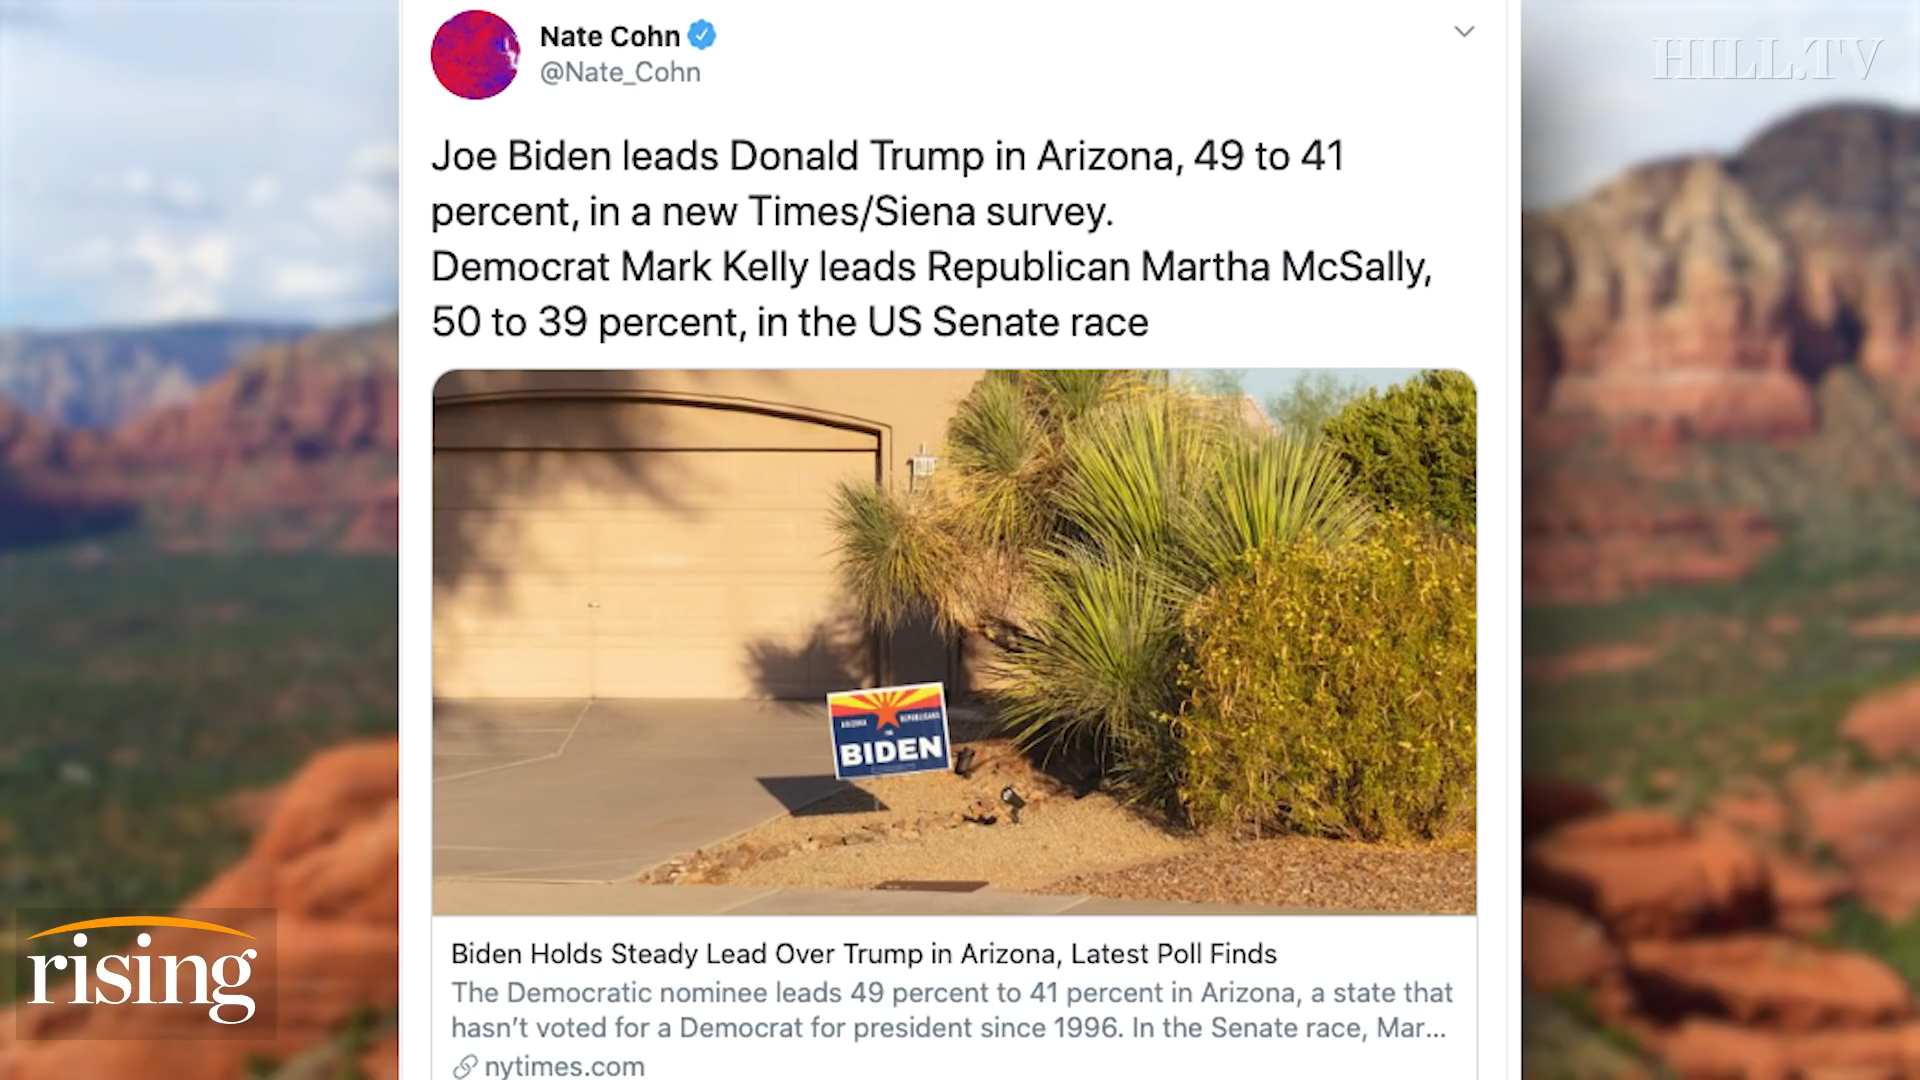 Nate Cohn
@Nate_Cohn
HILL.TV
Joe Biden leads Donald Trump in Arizona, 49 to 41
percent, in a new Times/Siena survey.
Democrat Mark Kelly leads Republican Martha McSally,
50 to 39 percent, in the US Senate race
ARIZONA REPUBLICANS
BIDEN
Biden Holds Steady Lead Over Trump in Arizona, Latest Poll Finds
The Democratic nominee leads 49 percent to 41 percent in Arizona, a state that
hasn't voted for a Democrat for president since 1996. In the Senate race, Mar...
nytimes.com
rising